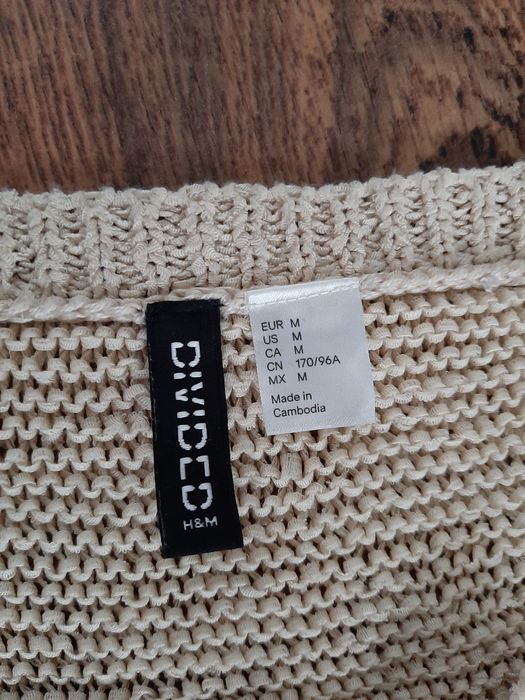 DIVIDED
H&M
EUR M
US M
CA M
CN 170/96A
MX M
Made in
Cambodia